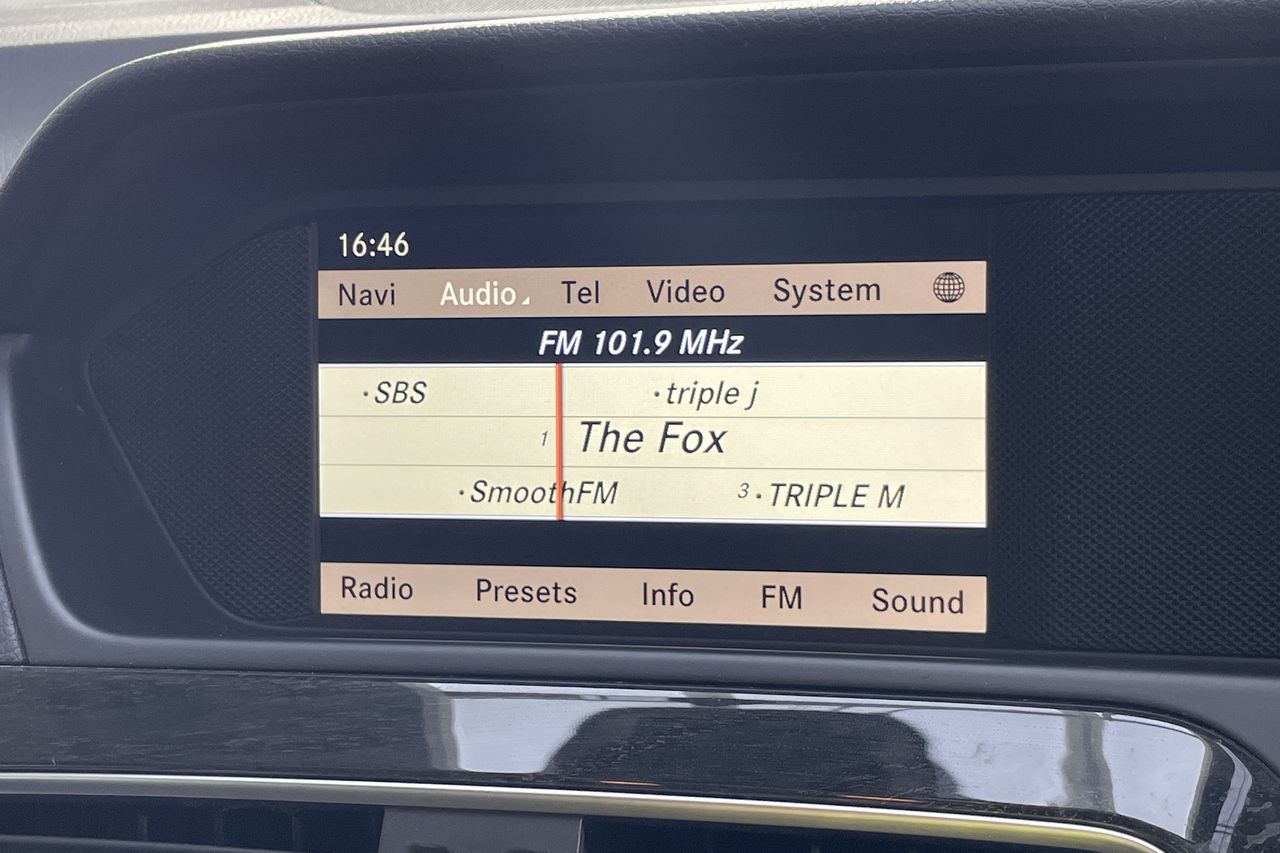 16:46
Navi Audio Tel Video System
FM 101.9 MHz
·SBS ·triple j
1 The Fox
·SmoothFM 3·TRIPLE M
Radio Presets Info FM Sound